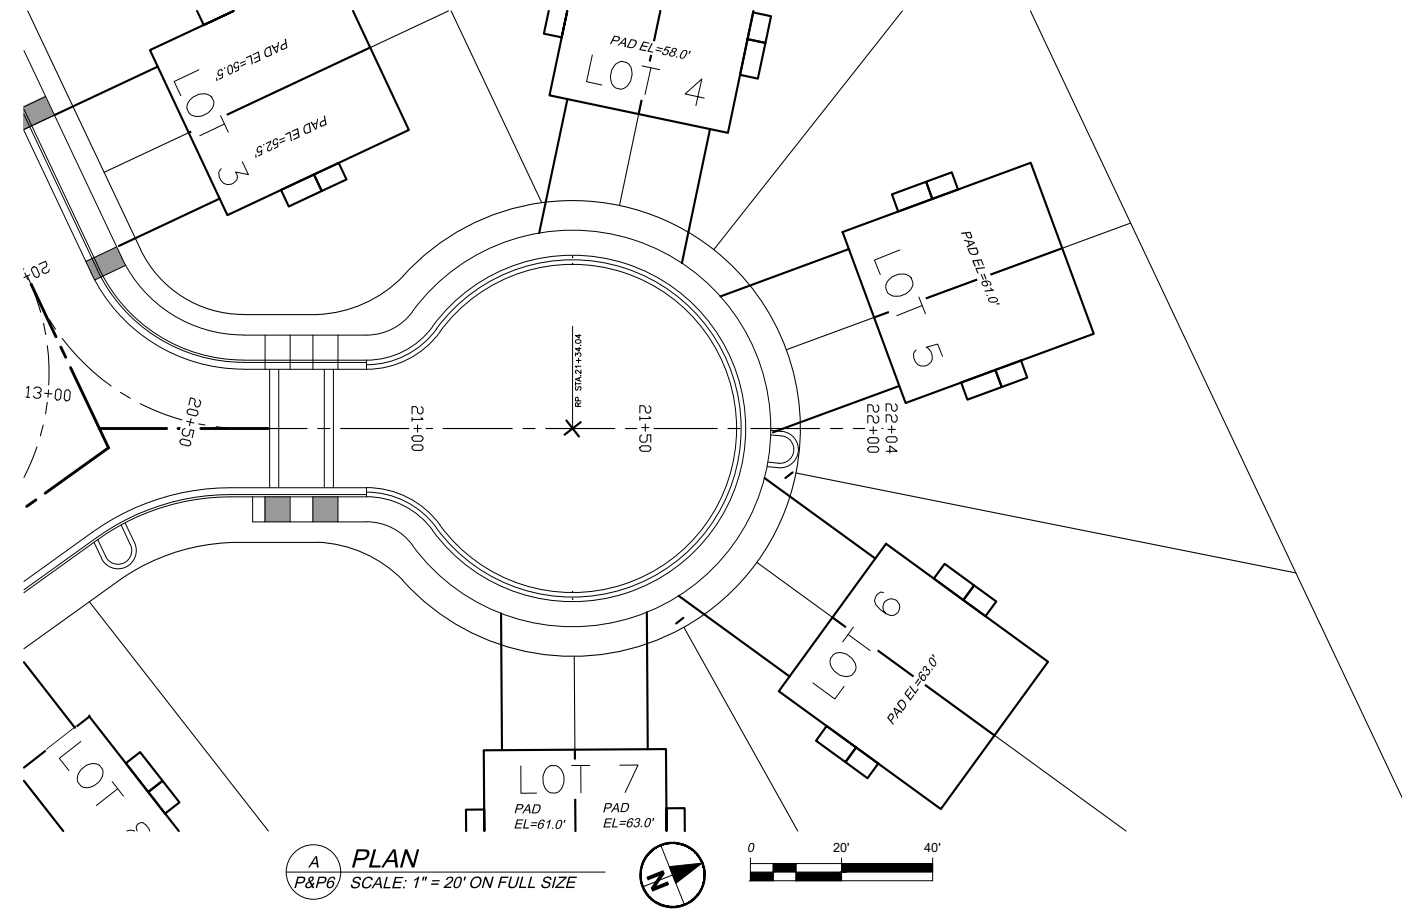 PAD EL=50.5'
LOT 3
PAD EL=52.5'
PAD EL=58.0'
LOT 4
PAD EL=61.0'
LOT 5
20+
13+00
20+50
21+00
RP STA.21+34.04
21+50
22+00
22+04
LOT 6
PAD EL=63.0'
LOT 7
PAD
EL=61.0'
PAD
EL=63.0'
LOT 8
A
P&P6
PLAN
SCALE: 1" = 20' ON FULL SIZE
N
0 20' 40'